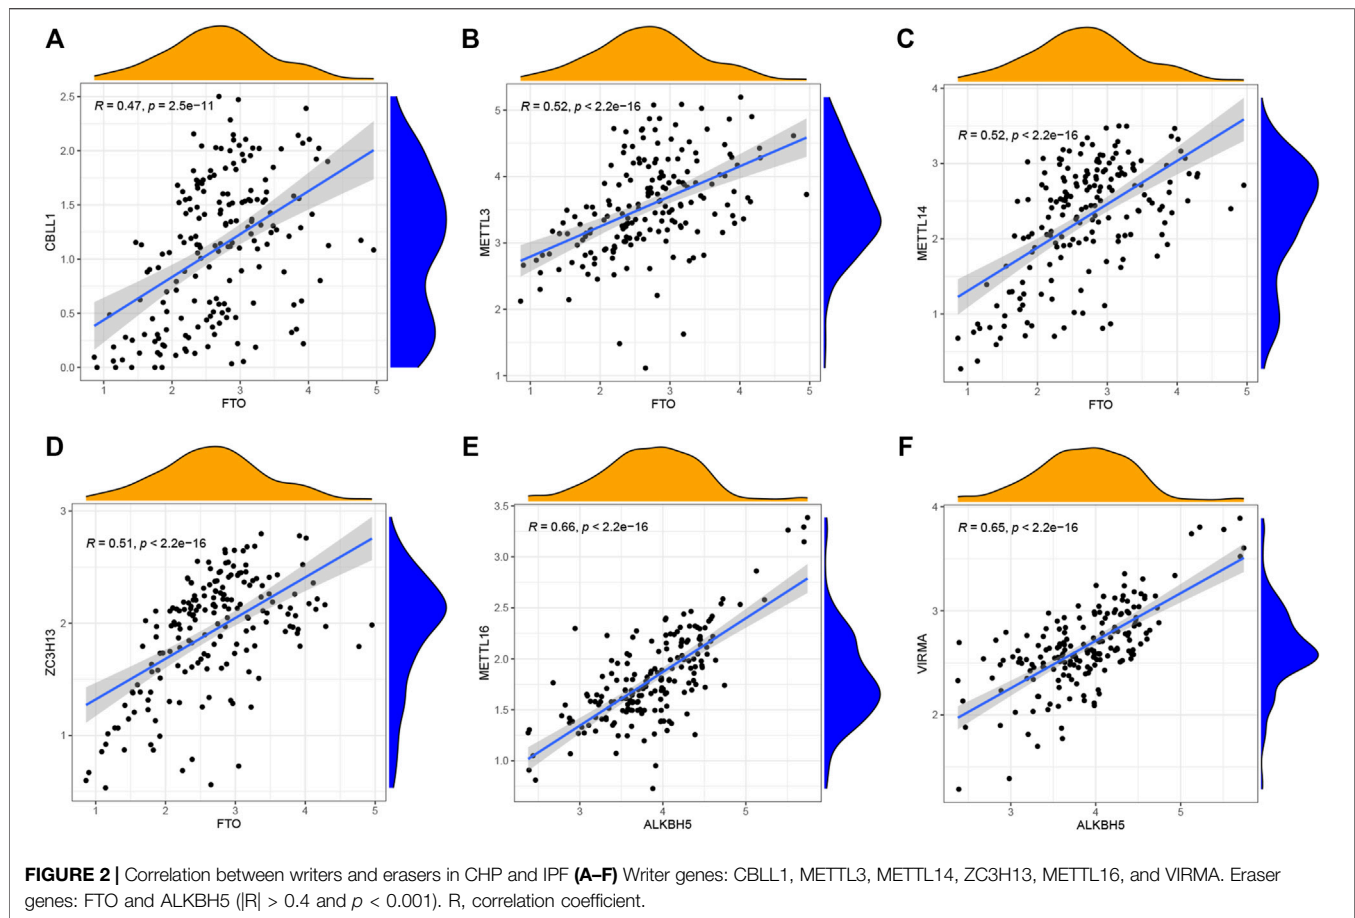 A
R = 0.47, p = 2.5e−11
2.5
2.0
1.5
1.0
0.5
0.0
CBLL1
1 2 3 4 5
FTO
B
R = 0.52, p < 2.2e−16
5
4
3
2
1
METTL3
1 2 3 4 5
FTO
C
R = 0.52, p < 2.2e−16
4
3
2
1
METTL14
1 2 3 4 5
FTO
D
R = 0.51, p < 2.2e−16
3
2
1
ZC3H13
1 2 3 4 5
FTO
E
R = 0.66, p < 2.2e−16
3.5
3.0
2.5
2.0
1.5
1.0
METTL16
3 4 5
ALKBH5
F
R = 0.65, p < 2.2e−16
4
3
2
VIRMA
3 4 5
ALKBH5
FIGURE 2 | Correlation between writers and erasers in CHP and IPF (A–F) Writer genes: CBLL1, METTL3, METTL14, ZC3H13, METTL16, and VIRMA. Eraser
genes: FTO and ALKBH5 (|R| > 0.4 and p < 0.001). R, correlation coefficient.